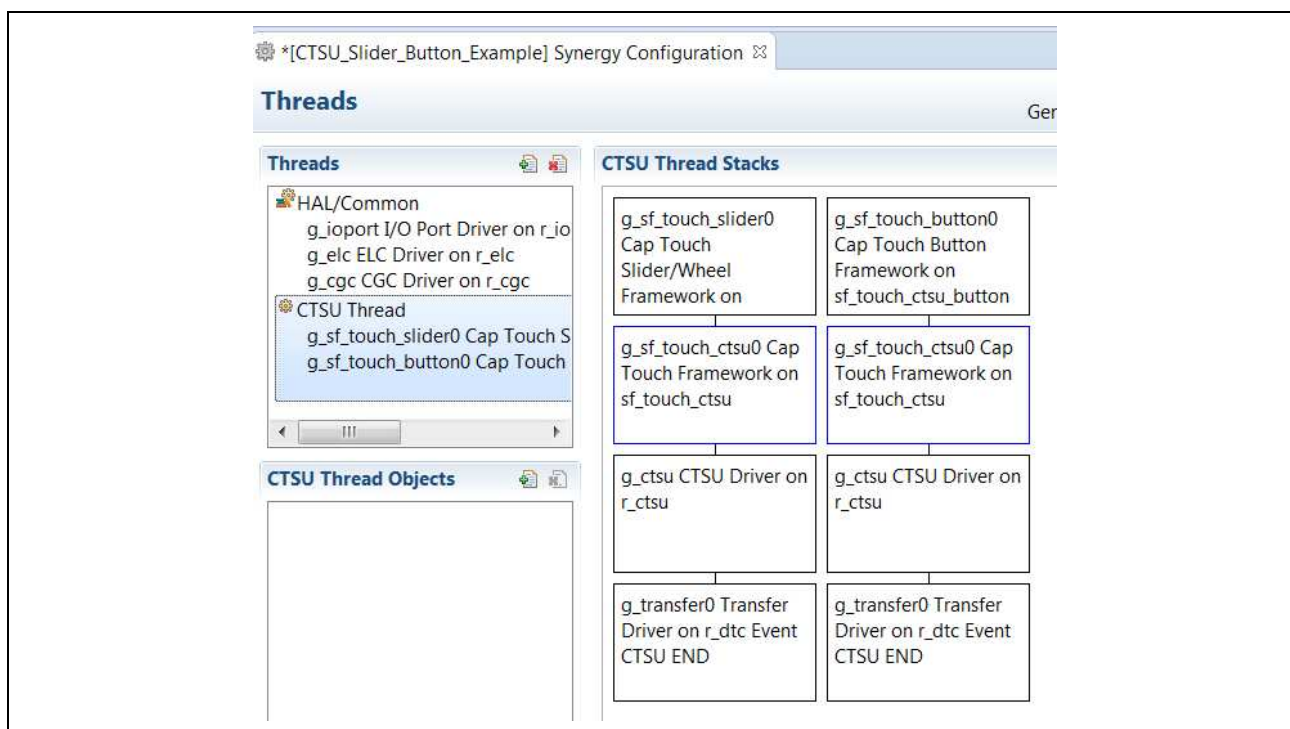 *[CTSU_Slider_Button_Example] Synergy Configuration
Threads
Ger
Threads
HAL/Common
g_ioport I/O Port Driver on r_io
g_elc ELC Driver on r_elc
g_cgc CGC Driver on r_cgc
CTSU Thread
g_sf_touch_slider0 Cap Touch S
g_sf_touch_button0 Cap Touch
CTSU Thread Objects
CTSU Thread Stacks
g_sf_touch_slider0
Cap Touch
Slider/Wheel
Framework on
g_sf_touch_ctsu0 Cap
Touch Framework on
sf_touch_ctsu
g_ctsu CTSU Driver on
r_ctsu
g_transfer0 Transfer
Driver on r_dtc Event
CTSU END
g_sf_touch_button0
Cap Touch Button
Framework on
sf_touch_ctsu_button
g_sf_touch_ctsu0 Cap
Touch Framework on
sf_touch_ctsu
g_ctsu CTSU Driver on
r_ctsu
g_transfer0 Transfer
Driver on r_dtc Event
CTSU END